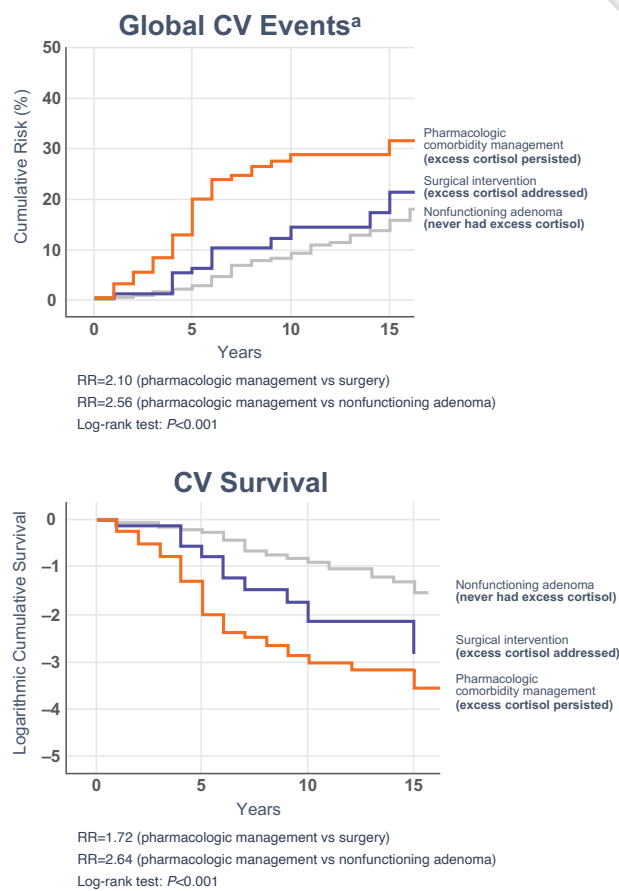 Global CV Eventsᵃ
50
40
30
20
10
0
Cumulative Risk (%)
0
5
10
15
Years
Pharmacologic
comorbidity management
(excess cortisol persisted)
Surgical intervention
(excess cortisol addressed)
Nonfunctioning adenoma
(never had excess cortisol)
RR=2.10 (pharmacologic management vs surgery)
RR=2.56 (pharmacologic management vs nonfunctioning adenoma)
Log-rank test: P<0.001
CV Survival
0
–1
–2
–3
–4
–5
Logarithmic Cumulative Survival
0
5
10
15
Years
Nonfunctioning adenoma
(never had excess cortisol)
Surgical intervention
(excess cortisol addressed)
Pharmacologic
comorbidity management
(excess cortisol persisted)
RR=1.72 (pharmacologic management vs surgery)
RR=2.64 (pharmacologic management vs nonfunctioning adenoma)
Log-rank test: P<0.001